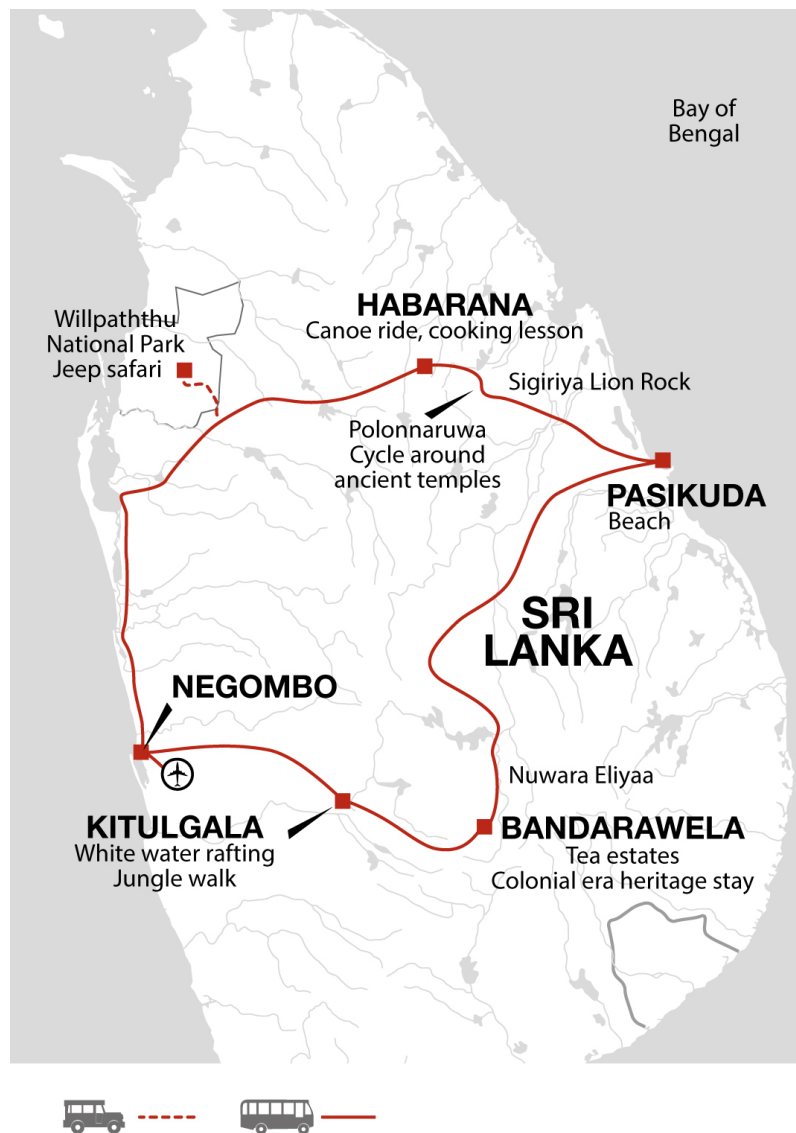 Bay of
Bengal
HABARANA
Canoe ride, cooking lesson
Willpaththu
National Park
Jeep safari
Sigiriya Lion Rock
Polonnaruwa
Cycle around
ancient temples
PASIKUDA
Beach
SRI
LANKA
NEGOMBO
Nuwara Eliyaa
KITULGALA
White water rafting
Jungle walk
BANDARAWELA
Tea estates
Colonial era heritage stay